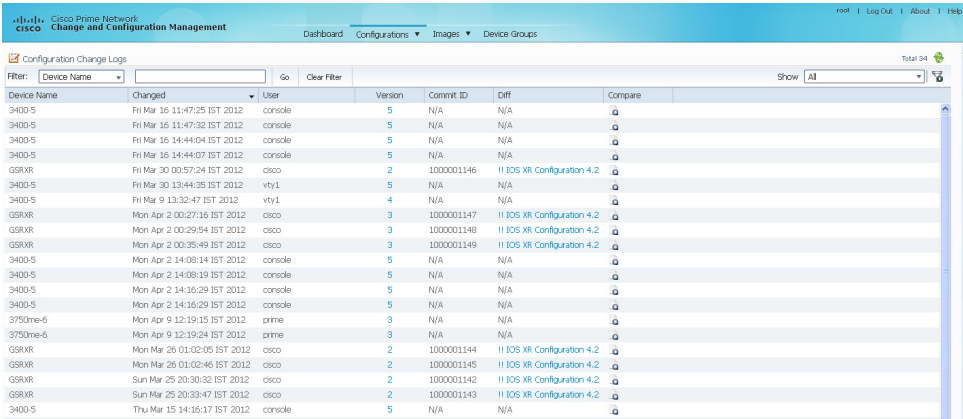 root | Log Out | About | Help
Cisco Prime Network
CISCO Change and Configuration Management
Dashboard Configurations ▼ Images ▼ Device Groups
Configuration Change Logs Total 34
Filter: Device Name Go Clear Filter Show All
Device Name Changed User Version Commit ID Diff Compare
3400-5 Fri Mar 16 11:47:25 IST 2012 console 5 N/A N/A
3400-5 Fri Mar 16 11:47:32 IST 2012 console 5 N/A N/A
3400-5 Fri Mar 16 14:44:04 IST 2012 console 5 N/A N/A
3400-5 Fri Mar 16 14:44:07 IST 2012 console 5 N/A N/A
GSRXR Fri Mar 30 00:57:24 IST 2012 cisco 2 1000001146 !! IOS XR Configuration 4.2
3400-5 Fri Mar 30 13:44:35 IST 2012 vty1 5 N/A N/A
3400-5 Fri Mar 9 13:32:47 IST 2012 vty1 4 N/A N/A
GSRXR Mon Apr 2 00:27:16 IST 2012 cisco 3 1000001147 !! IOS XR Configuration 4.2
GSRXR Mon Apr 2 00:29:54 IST 2012 cisco 3 1000001148 !! IOS XR Configuration 4.2
GSRXR Mon Apr 2 00:35:49 IST 2012 cisco 3 1000001149 !! IOS XR Configuration 4.2
3400-5 Mon Apr 2 14:08:14 IST 2012 console 5 N/A N/A
3400-5 Mon Apr 2 14:08:19 IST 2012 console 5 N/A N/A
3400-5 Mon Apr 2 14:16:29 IST 2012 console 5 N/A N/A
3400-5 Mon Apr 2 14:16:29 IST 2012 console 5 N/A N/A
3750me-6 Mon Apr 9 12:19:15 IST 2012 prime 3 N/A N/A
3750me-6 Mon Apr 9 12:19:24 IST 2012 prime 3 N/A N/A
GSRXR Mon Mar 26 01:02:05 IST 2012 cisco 2 1000001144 !! IOS XR Configuration 4.2
GSRXR Mon Mar 26 01:02:46 IST 2012 cisco 2 1000001145 !! IOS XR Configuration 4.2
GSRXR Sun Mar 25 20:30:32 IST 2012 cisco 2 1000001142 !! IOS XR Configuration 4.2
GSRXR Sun Mar 25 20:33:47 IST 2012 cisco 2 1000001143 !! IOS XR Configuration 4.2
3400-5 Thu Mar 15 14:16:17 IST 2012 console 5 N/A N/A